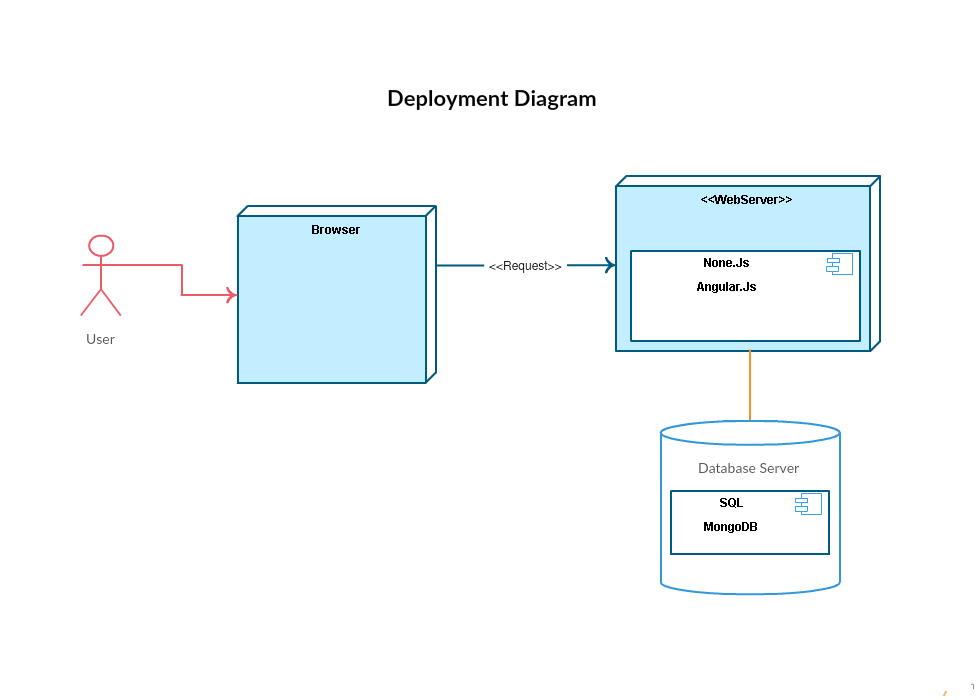 Deployment Diagram
<<WebServer>>
Browser
None.Js
<<Request>>
Angular.Js
User
Database Server
SQL
MongoDB